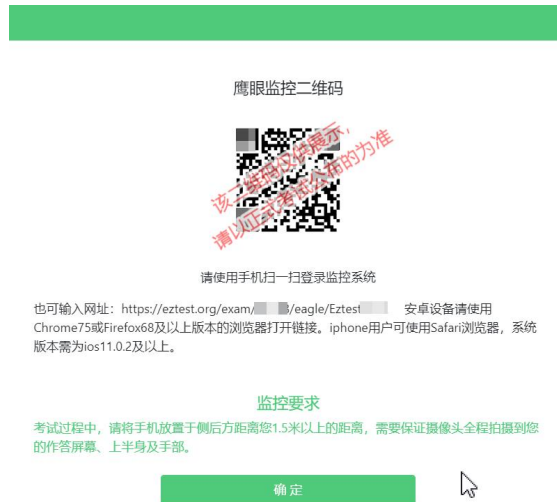 鹰眼监控二维码
该二维码仅供展示，
请以正式考试公布的为准
请使用手机扫一扫登录监控系统
也可输入网址：https://eztest.org/exam/ /eagle/Eztest 安卓设备请使用
Chrome75或Firefox68及以上版本的浏览器打开链接。iphone用户可使用Safari浏览器，系统
版本需为ios11.0.2及以上。
监控要求
考试过程中，请将手机放置于侧后方距离您1.5米以上的距离，需要保证摄像头全程拍摄到您
的作答屏幕、上半身及手部。
确定